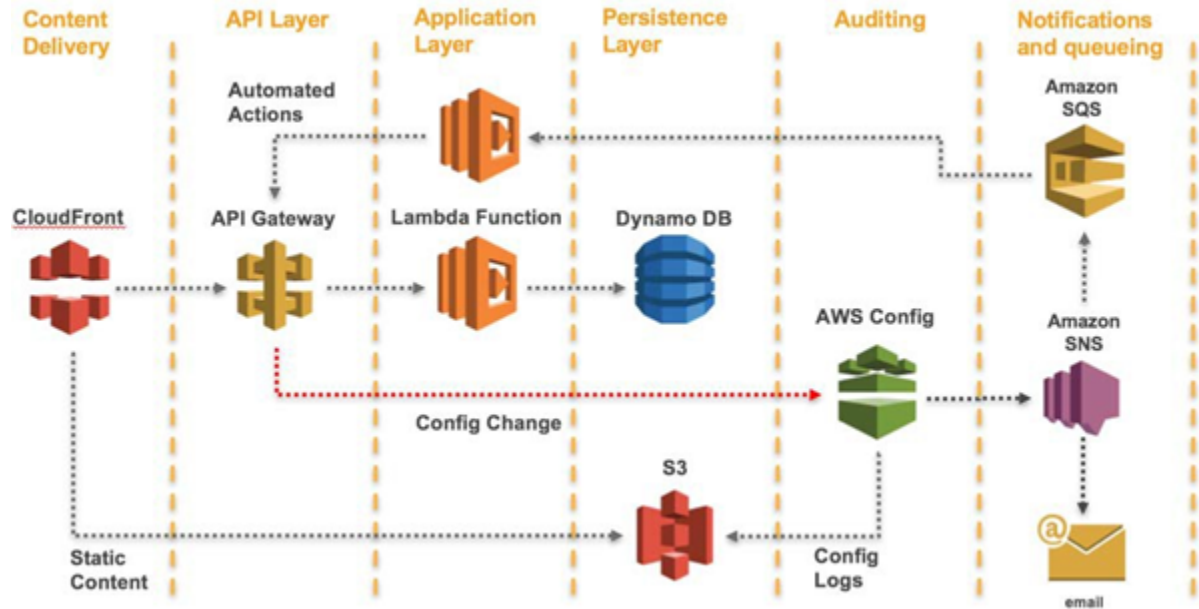 Content
Delivery
API Layer
Application
Layer
Persistence
Layer
Auditing
Notifications
and queueing
Automated
Actions
Amazon
SQS
CloudFront
API Gateway
Lambda Function
Dynamo DB
AWS Config
Amazon
SNS
Config Change
S3
Static
Content
Config
Logs
@
email